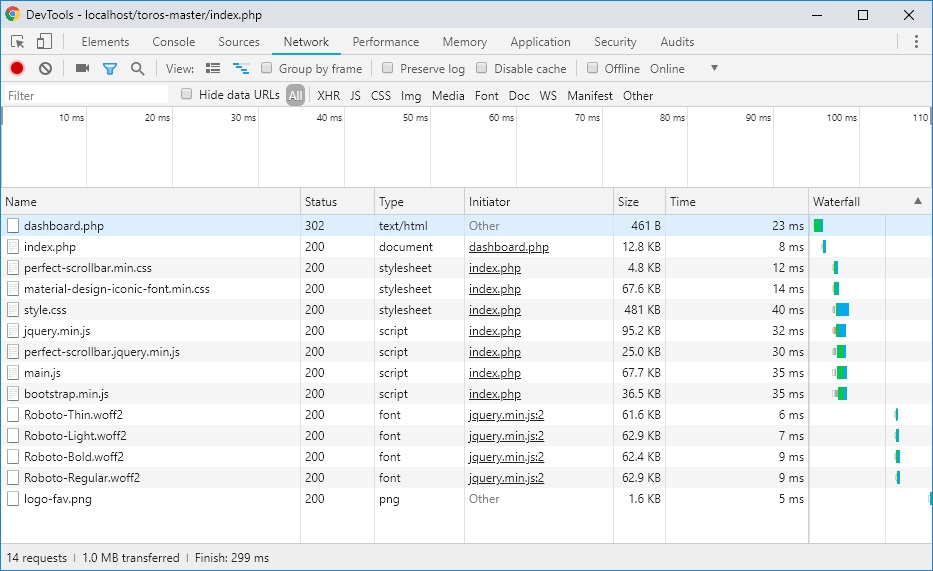 DevTools - localhost/toros-master/index.php
Elements Console Sources Network Performance Memory Application Security Audits
View: Group by frame Preserve log Disable cache Offline Online
Filter Hide data URLs All XHR JS CSS Img Media Font Doc WS Manifest Other
10 ms 20 ms 30 ms 40 ms 50 ms 60 ms 70 ms 80 ms 90 ms 100 ms 110
Name Status Type Initiator Size Time Waterfall
dashboard.php 302 text/html Other 461 B 23 ms
index.php 200 document dashboard.php 12.8 KB 8 ms
perfect-scrollbar.min.css 200 stylesheet index.php 4.8 KB 12 ms
material-design-iconic-font.min.css 200 stylesheet index.php 67.6 KB 14 ms
style.css 200 stylesheet index.php 481 KB 40 ms
jquery.min.js 200 script index.php 95.2 KB 32 ms
perfect-scrollbar.jquery.min.js 200 script index.php 25.0 KB 30 ms
main.js 200 script index.php 67.7 KB 35 ms
bootstrap.min.js 200 script index.php 36.5 KB 35 ms
Roboto-Thin.woff2 200 font jquery.min.js:2 61.6 KB 6 ms
Roboto-Light.woff2 200 font jquery.min.js:2 62.9 KB 7 ms
Roboto-Bold.woff2 200 font jquery.min.js:2 62.4 KB 9 ms
Roboto-Regular.woff2 200 font jquery.min.js:2 62.9 KB 9 ms
logo-fav.png 200 png Other 1.6 KB 5 ms
14 requests | 1.0 MB transferred | Finish: 299 ms